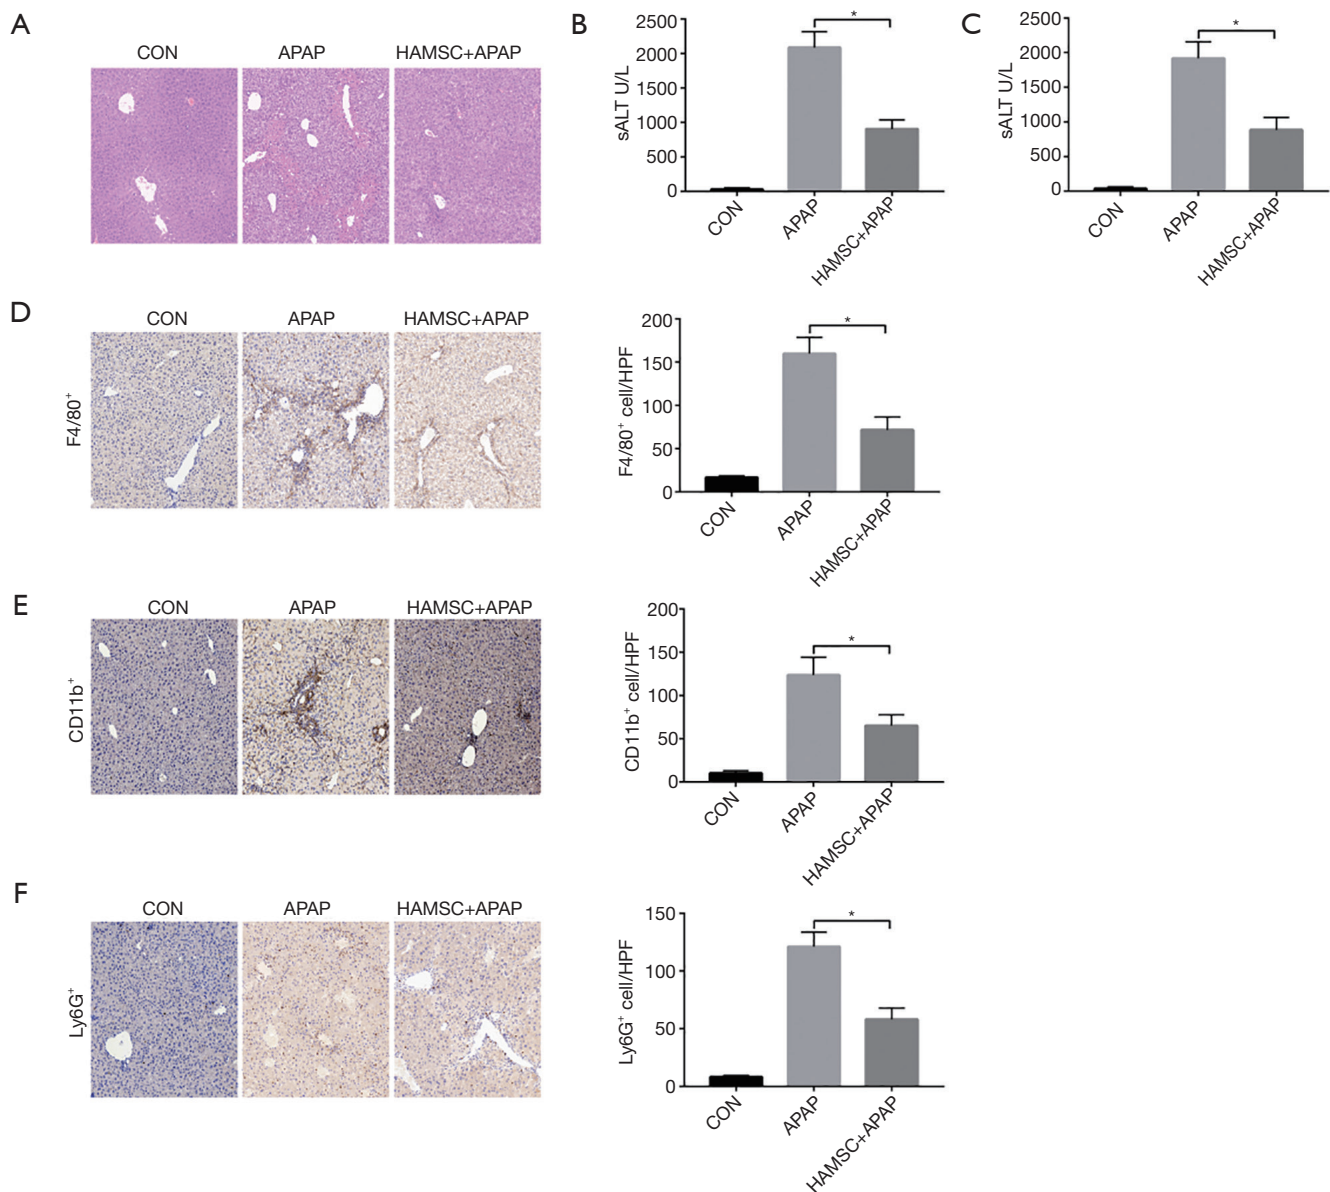 A
CON
APAP
HAMSC+APAP
B
sALT U/L
2500
2000
1500
1000
500
0
*
CON
APAP
HAMSC+APAP
C
sALT U/L
2500
2000
1500
1000
500
0
*
CON
APAP
HAMSC+APAP
D
CON
APAP
HAMSC+APAP
F4/80⁺
F4/80⁺ cell/HPF
200
150
100
50
0
*
CON
APAP
HAMSC+APAP
E
CON
APAP
HAMSC+APAP
CD11b⁺
CD11b⁺ cell/HPF
200
150
100
50
0
*
CON
APAP
HAMSC+APAP
F
CON
APAP
HAMSC+APAP
Ly6G⁺
Ly6G⁺ cell/HPF
150
100
50
0
*
CON
APAP
HAMSC+APAP